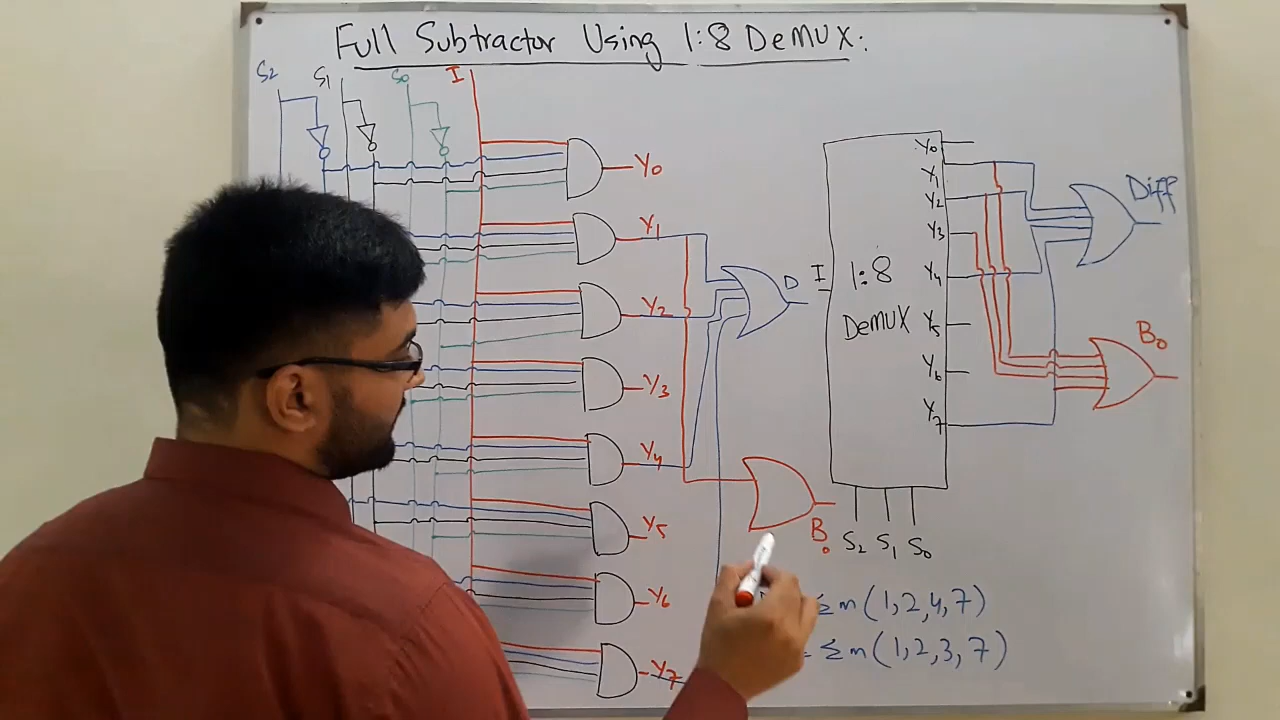 Full Subtractor Using 1:8 DeMUX:
S2 S1 S0 I
Y0
Y1
Y2
Y3
Y4
Y5
Y6
Y7
D
B0
I
1:8
DeMUX
Y0
Y1
Y2
Y3
Y4
Y5
Y6
Y7
S2 S1 S0
Diff
B0
Σm(1,2,4,7)
= Σm(1,2,3,7)